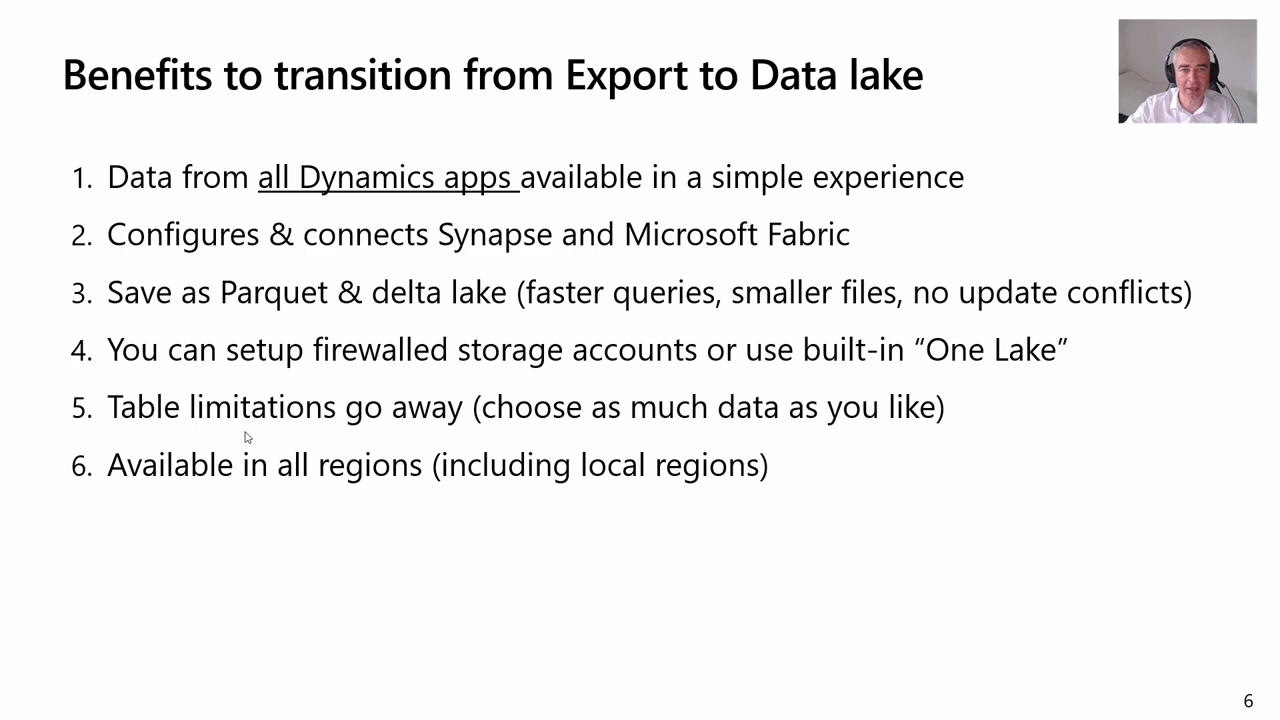 Benefits to transition from Export to Data lake
1. Data from all Dynamics apps available in a simple experience
2. Configures & connects Synapse and Microsoft Fabric
3. Save as Parquet & delta lake (faster queries, smaller files, no update conflicts)
4. You can setup firewalled storage accounts or use built-in “One Lake”
5. Table limitations go away (choose as much data as you like)
6. Available in all regions (including local regions)
6